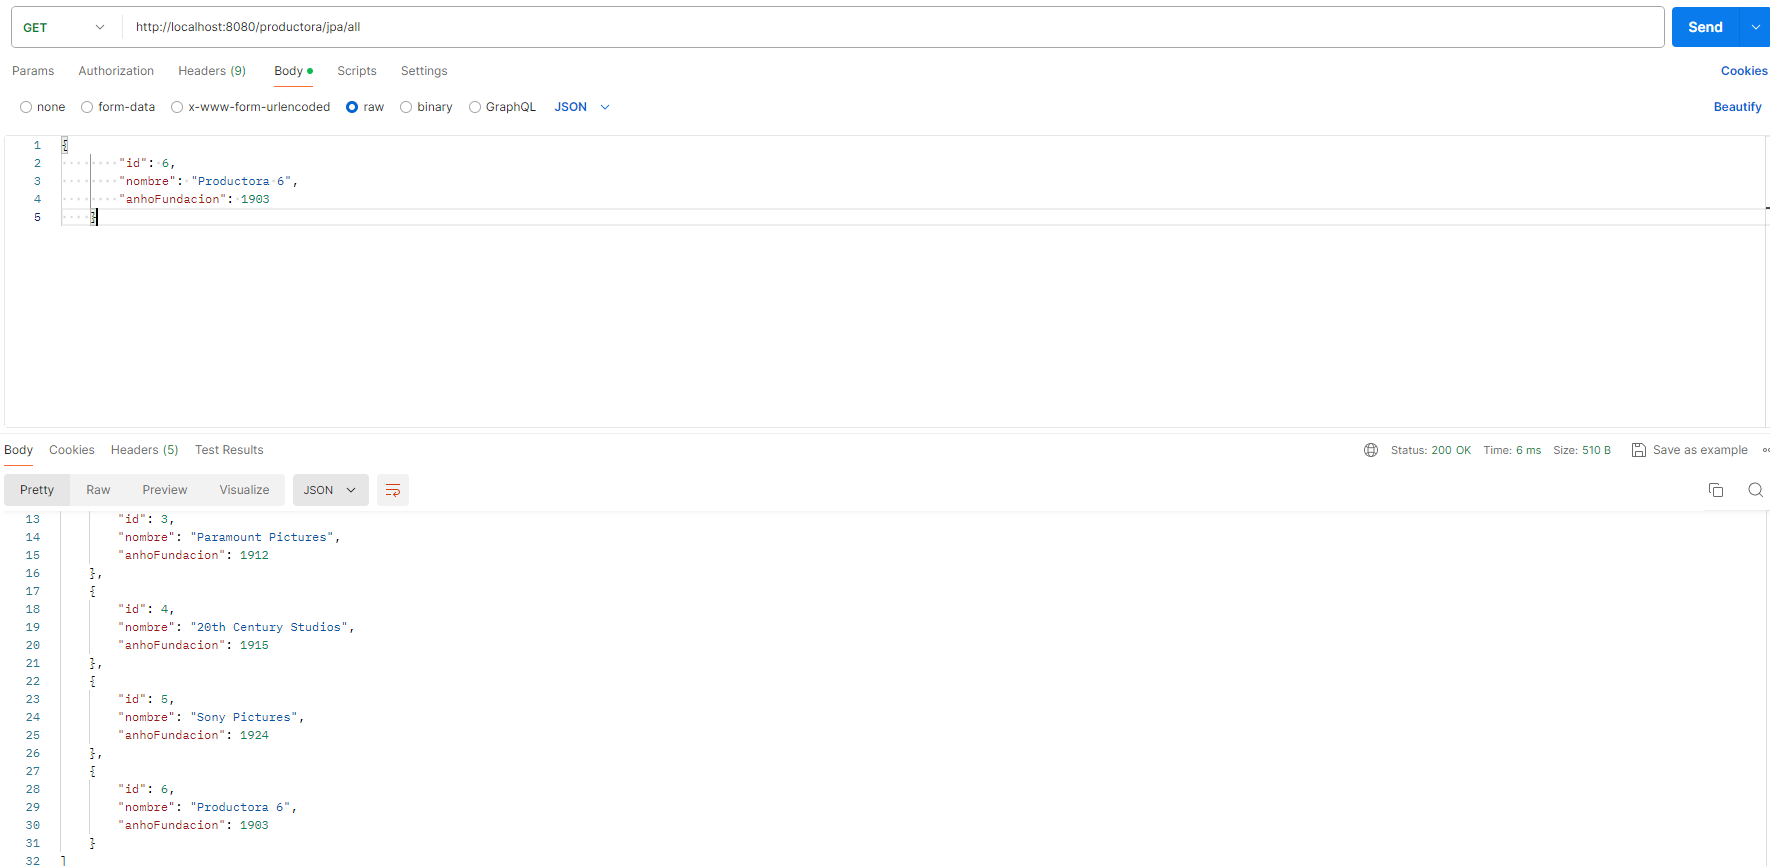 GET http://localhost:8080/productora/jpa/all Send
Params Authorization Headers (9) Body Scripts Settings Cookies
none form-data x-www-form-urlencoded raw binary GraphQL JSON Beautify
1 {
2 "id": 6,
3 "nombre": "Productora 6",
4 "anhoFundacion": 1903
5 }
Body Cookies Headers (5) Test Results Status: 200 OK Time: 6 ms Size: 510 B Save as example
Pretty Raw Preview Visualize JSON
13 "id": 3,
14 "nombre": "Paramount Pictures",
15 "anhoFundacion": 1912
16 },
17 {
18 "id": 4,
19 "nombre": "20th Century Studios",
20 "anhoFundacion": 1915
21 },
22 {
23 "id": 5,
24 "nombre": "Sony Pictures",
25 "anhoFundacion": 1924
26 },
27 {
28 "id": 6,
29 "nombre": "Productora 6",
30 "anhoFundacion": 1903
31 }
32 ]